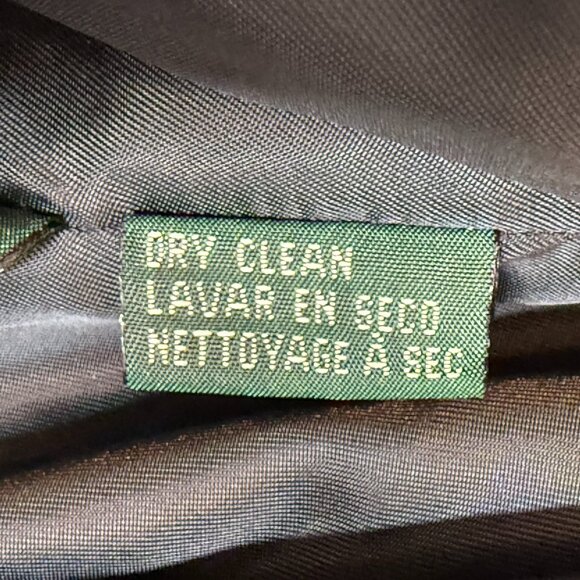 DRY CLEAN
LAVAR EN SECO
NETTOYAGE A SEC